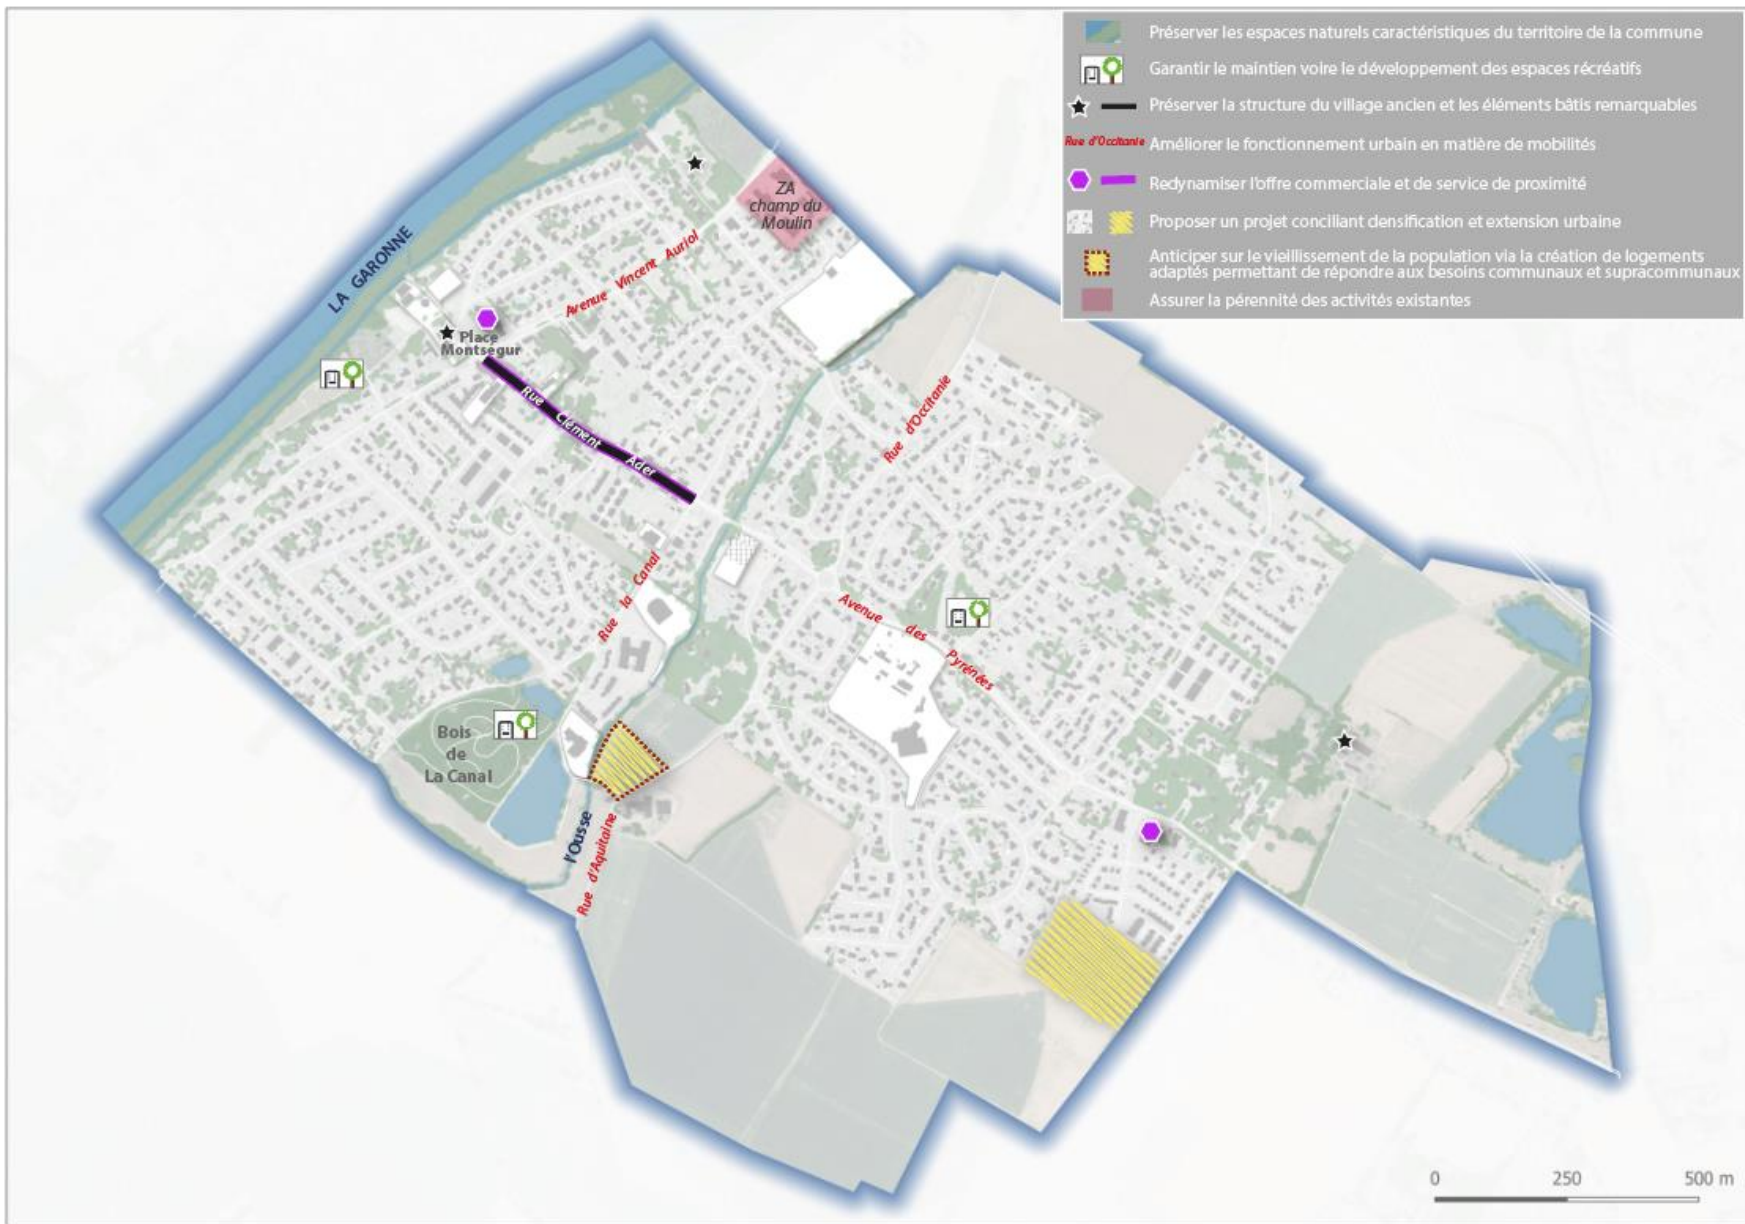 Préserver les espaces naturels caractéristiques du territoire de la commune
Garantir le maintien voire le développement des espaces récréatifs
Préserver la structure du village ancien et les éléments bâtis remarquables
Rue d'Occitanie Améliorer le fonctionnement urbain en matière de mobilités
Redynamiser l'offre commerciale et de service de proximité
Proposer un projet conciliant densification et extension urbaine
Anticiper sur le vieillissement de la population via la création de logements
adaptés permettant de répondre aux besoins communaux et supracommunaux
Assurer la pérennité des activités existantes
ZA
champ du
Moulin
LA GARONNE
Avenue Vincent Auriol
Place
Montsegur
Rue Clément Ader
Rue d'Occitanie
Rue la Canal
Avenue des Pyrénées
Bois
de
La Canal
l'Ousse
Rue d'Aquitaine
0 250 500 m